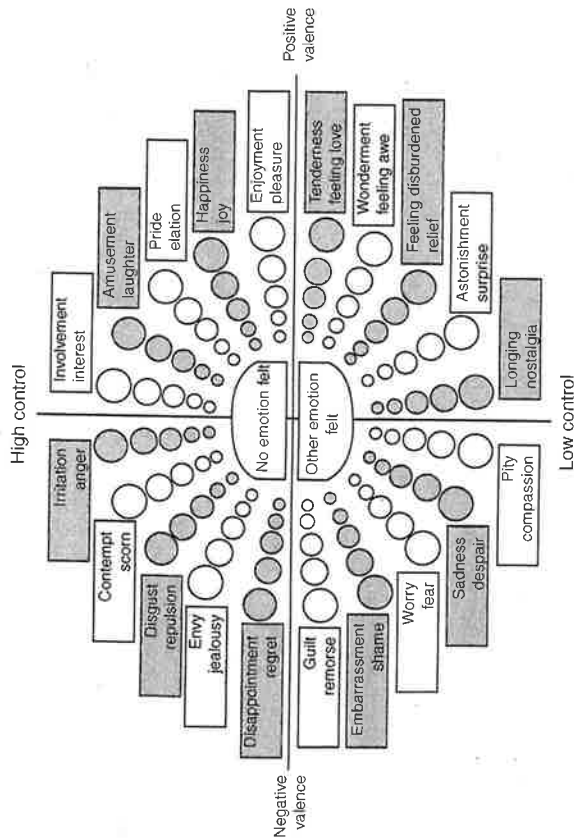 High control
Involvement
interest
Amusement
laughter
Pride
elation
Happiness
joy
Enjoyment
pleasure
Positive
valence
Tenderness
feeling love
Wonderment
feeling awe
Feeling disburdened
relief
Astonishment
surprise
Longing
nostalgia
Low control
Pity
compassion
Sadness
despair
Worry
fear
Embarrassment
shame
Guilt
remorse
Negative
valence
Disappointment
regret
Envy
jealousy
Disgust
repulsion
Contempt
scorn
Irritation
anger
No emotion felt
Other emotion
felt